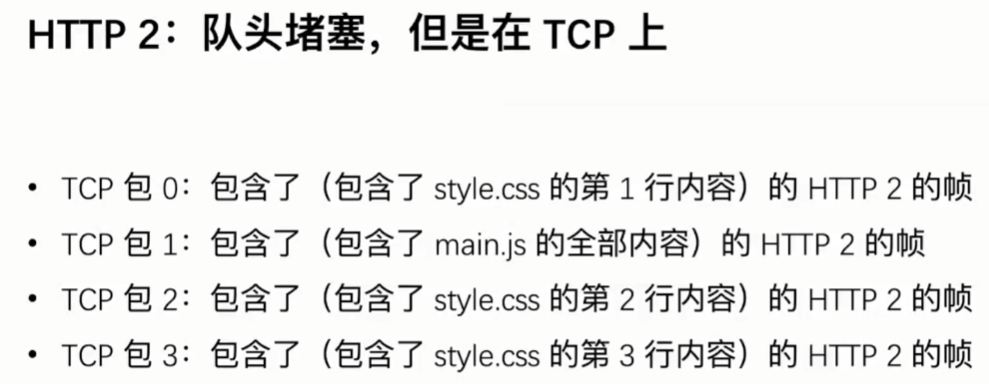 HTTP 2：队头堵塞，但是在 TCP 上
• TCP 包 0：包含了（包含了 style.css 的第 1 行内容）的 HTTP 2 的帧
• TCP 包 1：包含了（包含了 main.js 的全部内容）的 HTTP 2 的帧
• TCP 包 2：包含了（包含了 style.css 的第 2 行内容）的 HTTP 2 的帧
• TCP 包 3：包含了（包含了 style.css 的第 3 行内容）的 HTTP 2 的帧